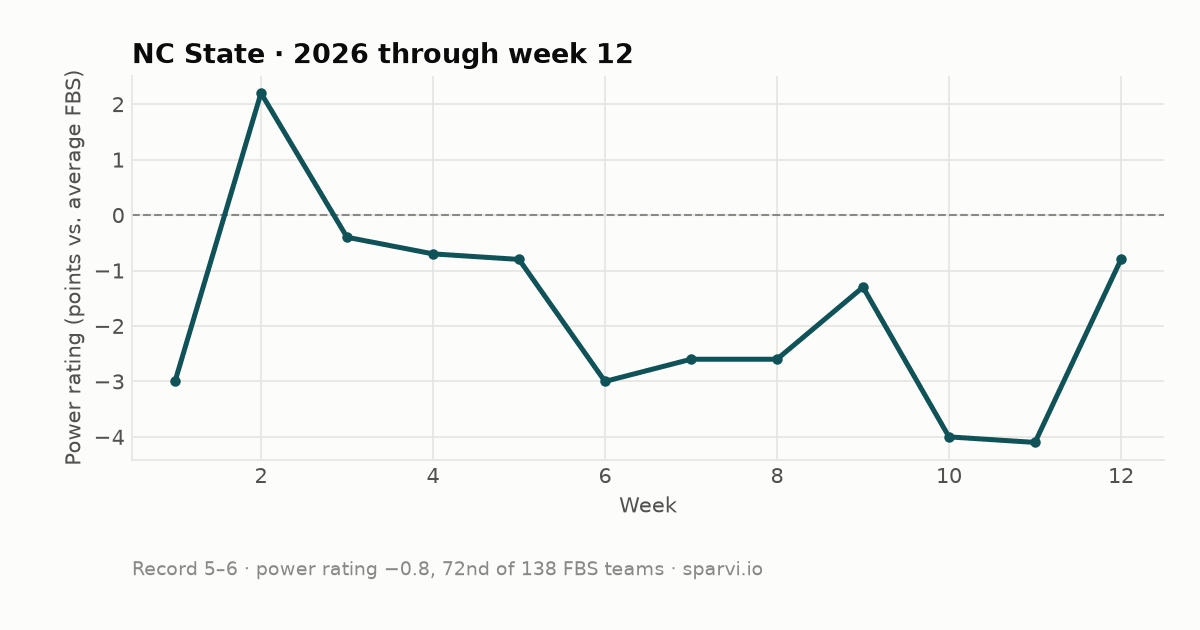 NC State · 2026 through week 12
Power rating (points vs. average FBS)
2
1
0
−1
−2
−3
−4
2 4 6 8 10 12
Week
Record 5–6 · power rating −0.8, 72nd of 138 FBS teams · sparvi.io